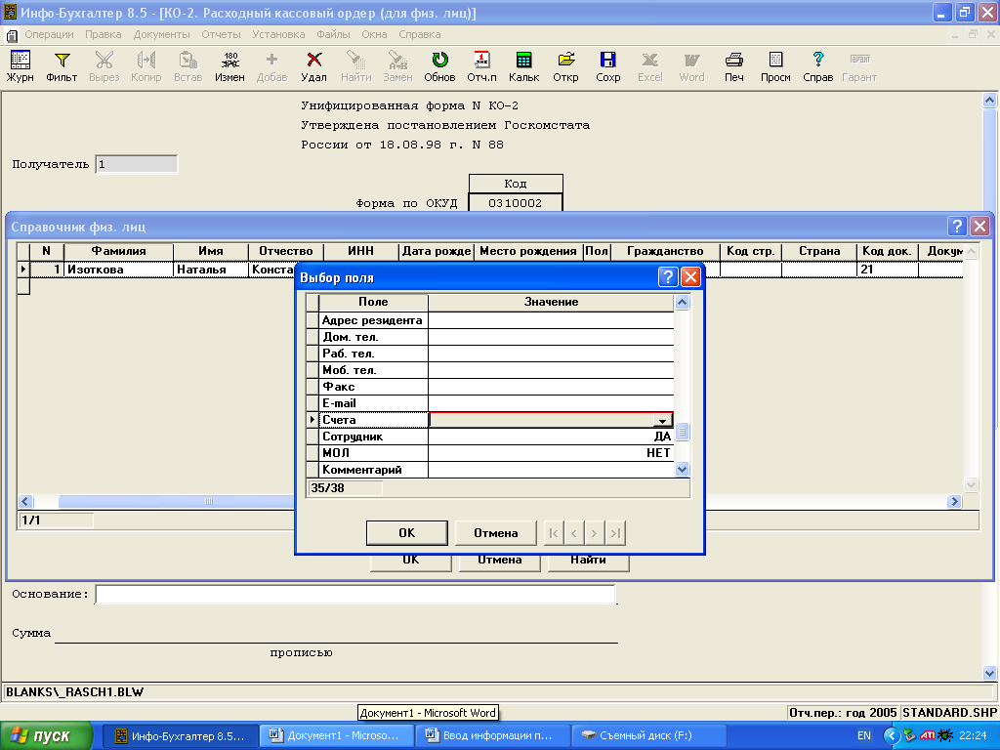 Инфо-Бухгалтер 8.5 - [КО-2. Расходный кассовый ордер (для физ. лиц)]
Операции Правка Документы Отчеты Установка Файлы Окна Справка
Журн Фильт Вырез Копир Встав Измен Добав Удал Найти Замен Обнов Отч.п Кальк Откр Сохр Excel Word Печ Просм Справ Гарант
Унифицированная форма N КО-2
Утверждена постановлением Госкомстата
России от 18.08.98 г. N 88
Получатель 1
Код
Форма по ОКУД 0310002
Справочник физ. лиц
N Фамилия Имя Отчество ИНН Дата рожде Место рождения Пол Гражданство Код стр. Страна Код док. Докум
1 Изоткова Наталья Конста 21
Выбор поля
Поле Значение
Адрес резидента
Дом. тел.
Раб. тел.
Моб. тел.
Факс
E-mail
Счета
Сотрудник ДА
МОЛ НЕТ
Комментарий
35/38
1/1
ОК Отмена
ОК Отмена Найти
Основание:
Сумма
прописью
BLANKS\_RASCH1.BLW
Документ1 - Microsoft Word
Отч.пер.: год 2005 STANDARD.SHP
пуск Инфо-Бухгалтер 8.5... Документ1 - Microso... Ввод информации п... Съемный диск (F:) EN 22:24